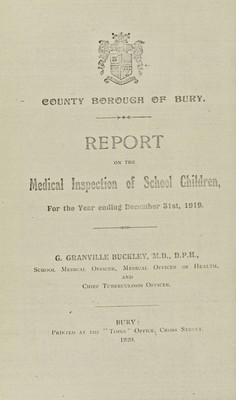 COUNTY BOROUGH OF BURY.
REPORT
ON THE
Medical Inspection of School Children,
For the Year ending December 31st, 1919.
G. GRANVILLE BUCKLEY, M.D., D.P.H.,
SCHOOL MEDICAL OFFICER, MEDICAL OFFICER OF HEALTH,
AND
CHIEF TUBERCULOSIS OFFICER.
BURY:
PRINTED AT THE "TIMES" OFFICE, CROSS STREET.
1920.